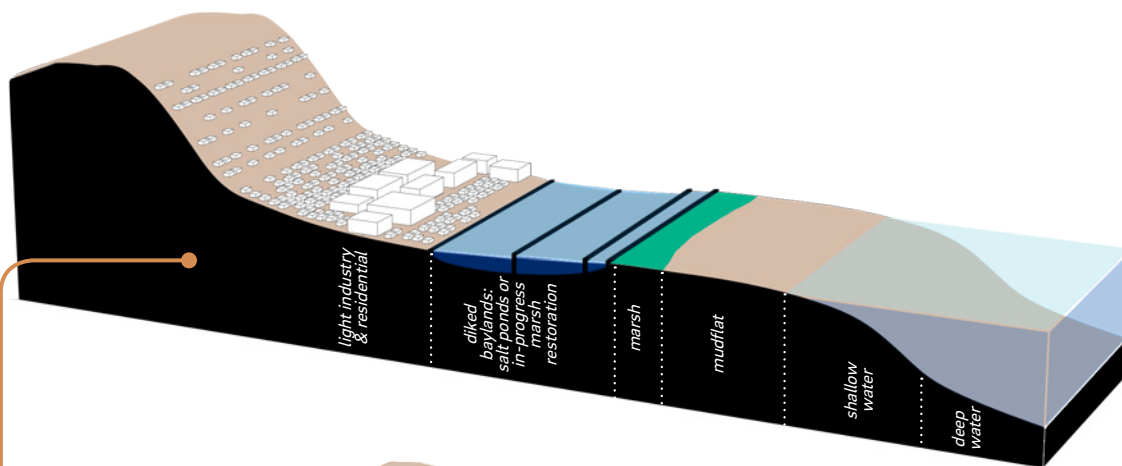 light industry
& residential
diked
baylands:
salt ponds or
in-progress
marsh
restoration
marsh
mudflat
shallow
water
deep
water